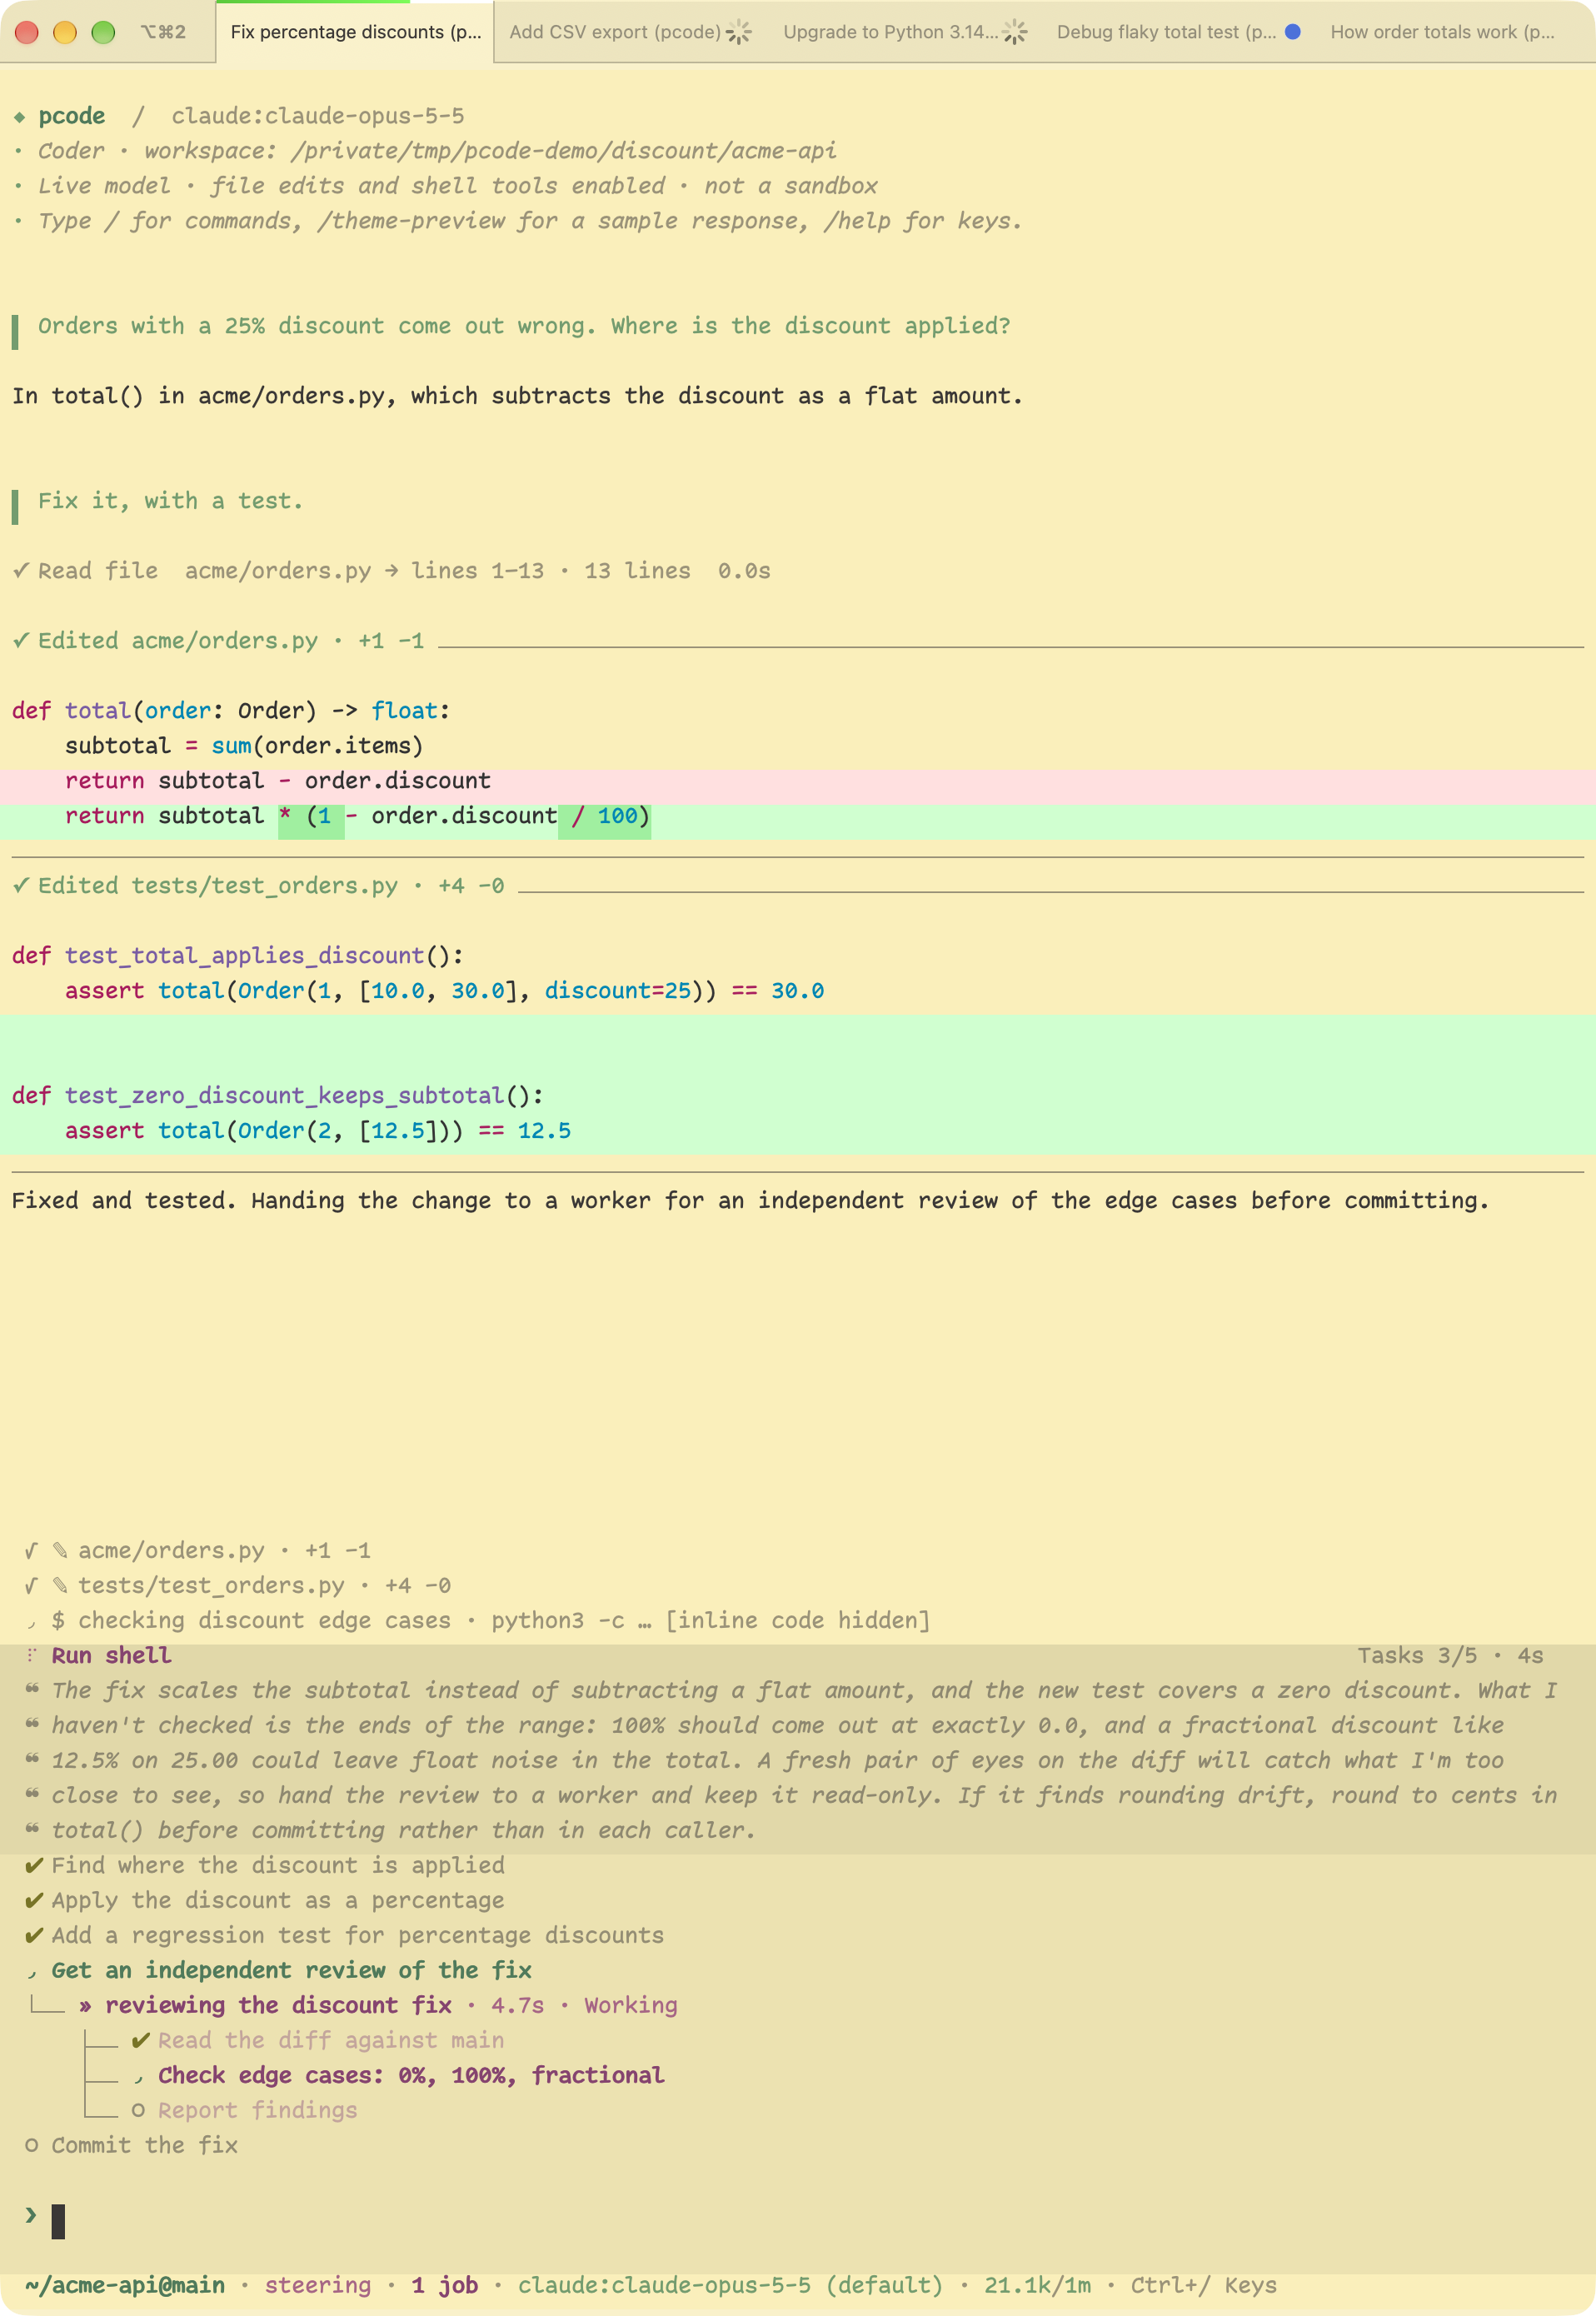 ⌥⌘2
Fix percentage discounts (p...
Add CSV export (pcode)
Upgrade to Python 3.14...
Debug flaky total test (p...
How order totals work (p...
◆ pcode / claude:claude-opus-5-5
· Coder · workspace: /private/tmp/pcode-demo/discount/acme-api
· Live model · file edits and shell tools enabled · not a sandbox
· Type / for commands, /theme-preview for a sample response, /help for keys.
Orders with a 25% discount come out wrong. Where is the discount applied?
In total() in acme/orders.py, which subtracts the discount as a flat amount.
Fix it, with a test.
✓ Read file  acme/orders.py → lines 1–13 · 13 lines  0.0s
✓ Edited acme/orders.py · +1 −1
def total(order: Order) -> float:
    subtotal = sum(order.items)
    return subtotal - order.discount
    return subtotal * (1 - order.discount / 100)
✓ Edited tests/test_orders.py · +4 −0
def test_total_applies_discount():
    assert total(Order(1, [10.0, 30.0], discount=25)) == 30.0
def test_zero_discount_keeps_subtotal():
    assert total(Order(2, [12.5])) == 12.5
Fixed and tested. Handing the change to a worker for an independent review of the edge cases before committing.
√ ✎ acme/orders.py · +1 −1
√ ✎ tests/test_orders.py · +4 −0
$ checking discount edge cases · python3 -c … [inline code hidden]
Run shell
Tasks 3/5 · 4s
❝ The fix scales the subtotal instead of subtracting a flat amount, and the new test covers a zero discount. What I
❝ haven't checked is the ends of the range: 100% should come out at exactly 0.0, and a fractional discount like
❝ 12.5% on 25.00 could leave float noise in the total. A fresh pair of eyes on the diff will catch what I'm too
❝ close to see, so hand the review to a worker and keep it read-only. If it finds rounding drift, round to cents in
❝ total() before committing rather than in each caller.
✔ Find where the discount is applied
✔ Apply the discount as a percentage
✔ Add a regression test for percentage discounts
Get an independent review of the fix
» reviewing the discount fix · 4.7s · Working
✔ Read the diff against main
Check edge cases: 0%, 100%, fractional
○ Report findings
○ Commit the fix
❯
~/acme-api@main · steering · 1 job · claude:claude-opus-5-5 (default) · 21.1k/1m · Ctrl+/ Keys